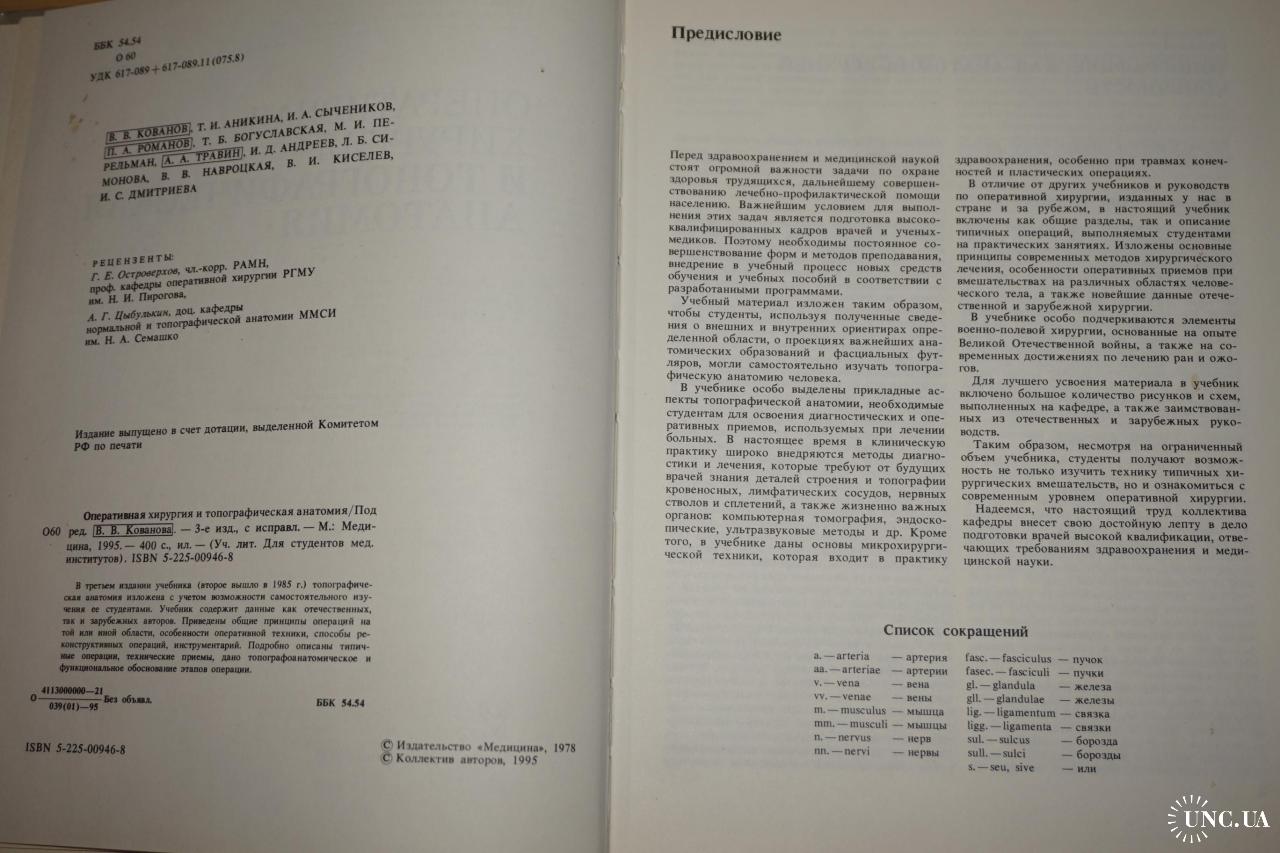 ББК 54.54
О 60
УДК 617-089+617-089.11(075.8)
В. В. КОВАНОВ, Т. И. АНИКИНА, И. А. СЫЧЕНИКОВ,
П. А. РОМАНОВ, Т. Б. БОГУСЛАВСКАЯ, М. И. ПЕ-
РЕЛЬМАН, А. А. ТРАВИН, И. Д. АНДРЕЕВ, Л. Б. СИ-
МОНОВА, В. В. НАВРОЦКАЯ, В. И. КИСЕЛЕВ,
И. С. ДМИТРИЕВА
РЕЦЕНЗЕНТЫ:
Г. Е. Островерхов, чл.-корр. РАМН,
проф. кафедры оперативной хирургии РГМУ
им. Н. И. Пирогова,
А. Г. Цыбулькин, доц. кафедры
нормальной и топографической анатомии ММСИ
им. Н. А. Семашко
Издание выпущено в счет дотации, выделенной Комитетом
РФ по печати
Оперативная хирургия и топографическая анатомия/Под
О60 ред. В. В. Кованова. — 3-е изд., с исправл. — М.: Меди-
цина, 1995. — 400 с., ил. — (Уч. лит. Для студентов мед.
институтов). ISBN 5-225-00946-8
В третьем издании учебника (второе вышло в 1985 г.) топографиче-
ская анатомия изложена с учетом возможности самостоятельного изу-
чения ее студентами. Учебник содержит данные как отечественных,
так и зарубежных авторов. Приведены общие принципы операций на
той или иной области, особенности оперативной техники, способы ре-
конструктивных операций, инструментарий. Подробно описаны типич-
ные операции, технические приемы, дано топографоанатомическое и
функциональное обоснование этапов операции.
О 4113000000—21
039(01)—95 Без объявл.
ББК 54.54
ISBN 5-225-00946-8
© Издательство «Медицина», 1978
© Коллектив авторов, 1995
Предисловие
Перед здравоохранением и медицинской наукой
стоят огромной важности задачи по охране
здоровья трудящихся, дальнейшему совершен-
ствованию лечебно-профилактической помощи
населению. Важнейшим условием для выпол-
нения этих задач является подготовка высоко-
квалифицированных кадров врачей и ученых-
медиков. Поэтому необходимы постоянное со-
вершенствование форм и методов преподавания,
внедрение в учебный процесс новых средств
обучения и учебных пособий в соответствии с
разработанными программами.
Учебный материал изложен таким образом,
чтобы студенты, используя полученные сведе-
ния о внешних и внутренних ориентирах опре-
деленной области, о проекциях важнейших ана-
томических образований и фасциальных фут-
ляров, могли самостоятельно изучать топогра-
фическую анатомию человека.
В учебнике особо выделены прикладные ас-
пекты топографической анатомии, необходимые
студентам для освоения диагностических и опе-
ративных приемов, используемых при лечении
больных. В настоящее время в клиническую
практику широко внедряются методы диагно-
стики и лечения, которые требуют от будущих
врачей знания деталей строения и топографии
кровеносных, лимфатических сосудов, нервных
стволов и сплетений, а также жизненно важных
органов: компьютерная томография, эндоско-
пические, ультразвуковые методы и др. Кроме
того, в учебнике даны основы микрохирурги-
ческой техники, которая входит в практику
здравоохранения, особенно при травмах конеч-
ностей и пластических операциях.
В отличие от других учебников и руководств
по оперативной хирургии, изданных у нас в
стране и за рубежом, в настоящий учебник
включены как общие разделы, так и описание
типичных операций, выполняемых студентами
на практических занятиях. Изложены основные
принципы современных методов хирургического
лечения, особенности оперативных приемов при
вмешательствах на различных областях челове-
ческого тела, а также новейшие данные отече-
ственной и зарубежной хирургии.
В учебнике особо подчеркиваются элементы
военно-полевой хирургии, основанные на опыте
Великой Отечественной войны, а также на со-
временных достижениях по лечению ран и ожо-
гов.
Для лучшего усвоения материала в учебник
включено большое количество рисунков и схем,
выполненных на кафедре, а также заимствован-
ных из отечественных и зарубежных руко-
водств.
Таким образом, несмотря на ограниченный
объем учебника, студенты получают возмож-
ность не только изучить технику типичных хи-
рургических вмешательств, но и ознакомиться с
современным уровнем оперативной хирургии.
Надеемся, что настоящий труд коллектива
кафедры внесет свою достойную лепту в дело
подготовки врачей высокой квалификации, отве-
чающих требованиям здравоохранения и меди-
цинской науки.
Список сокращений
a. — arteria — артерия
aa. — arteriae — артерии
v. — vena — вена
vv. — venae — вены
m. — musculus — мышца
mm. — musculi — мышцы
n. — nervus — нерв
nn. — nervi — нервы
fasc. — fasciculus — пучок
fasec. — fasciculi — пучки
gl. — glandula — железа
gll. — glandulae — железы
lig. — ligamentum — связка
ligg. — ligamenta — связки
sul. — sulcus — борозда
sull. — sulci — борозды
s. — seu, sive — или
UNC.UA